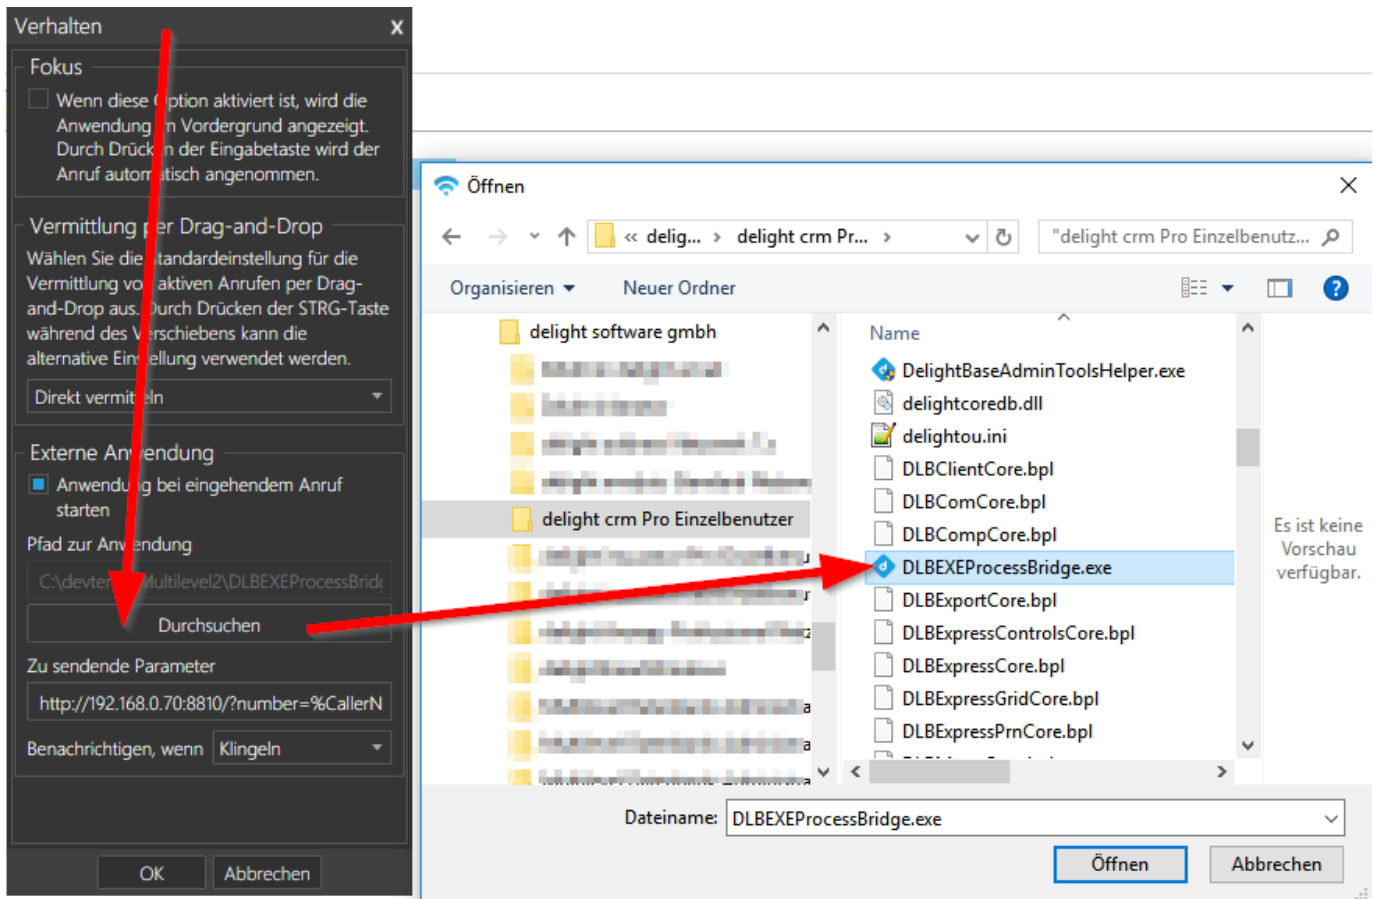 Verhalten
x
Fokus
Wenn diese Option aktiviert ist, wird die
Anwendung im Vordergrund angezeigt.
Durch Drücken der Eingabetaste wird der
Anruf automatisch angenommen.
Vermittlung per Drag-and-Drop
Wählen Sie die Standardeinstellung für die
Vermittlung von aktiven Anrufen per Drag-
and-Drop aus. Durch Drücken der STRG-Taste
während des Verschiebens kann die
alternative Einstellung verwendet werden.
Direkt vermitteln
Externe Anwendung
Anwendung bei eingehendem Anruf
starten
Pfad zur Anwendung
C:\devte Multilevel2\DLBEXEProcessBridg
Durchsuchen
Zu sendende Parameter
http://192.168.0.70:8810/?number=%CallerN
Benachrichtigen, wenn Klingeln
OK Abbrechen
Öffnen
« delig... › delight crm Pr... ›
"delight crm Pro Einzelbenutz...
Organisieren Neuer Ordner
?
delight software gmbh
delight crm Pro Einzelbenutzer
Name
DelightBaseAdminToolsHelper.exe
delightcoredb.dll
delightou.ini
DLBClientCore.bpl
DLBComCore.bpl
DLBCompCore.bpl
DLBEXEProcessBridge.exe
DLBExportCore.bpl
DLBExpressControlsCore.bpl
DLBExpressCore.bpl
DLBExpressGridCore.bpl
DLBExpressPrnCore.bpl
Es ist keine
Vorschau
verfügbar.
Dateiname: DLBEXEProcessBridge.exe
Öffnen Abbrechen